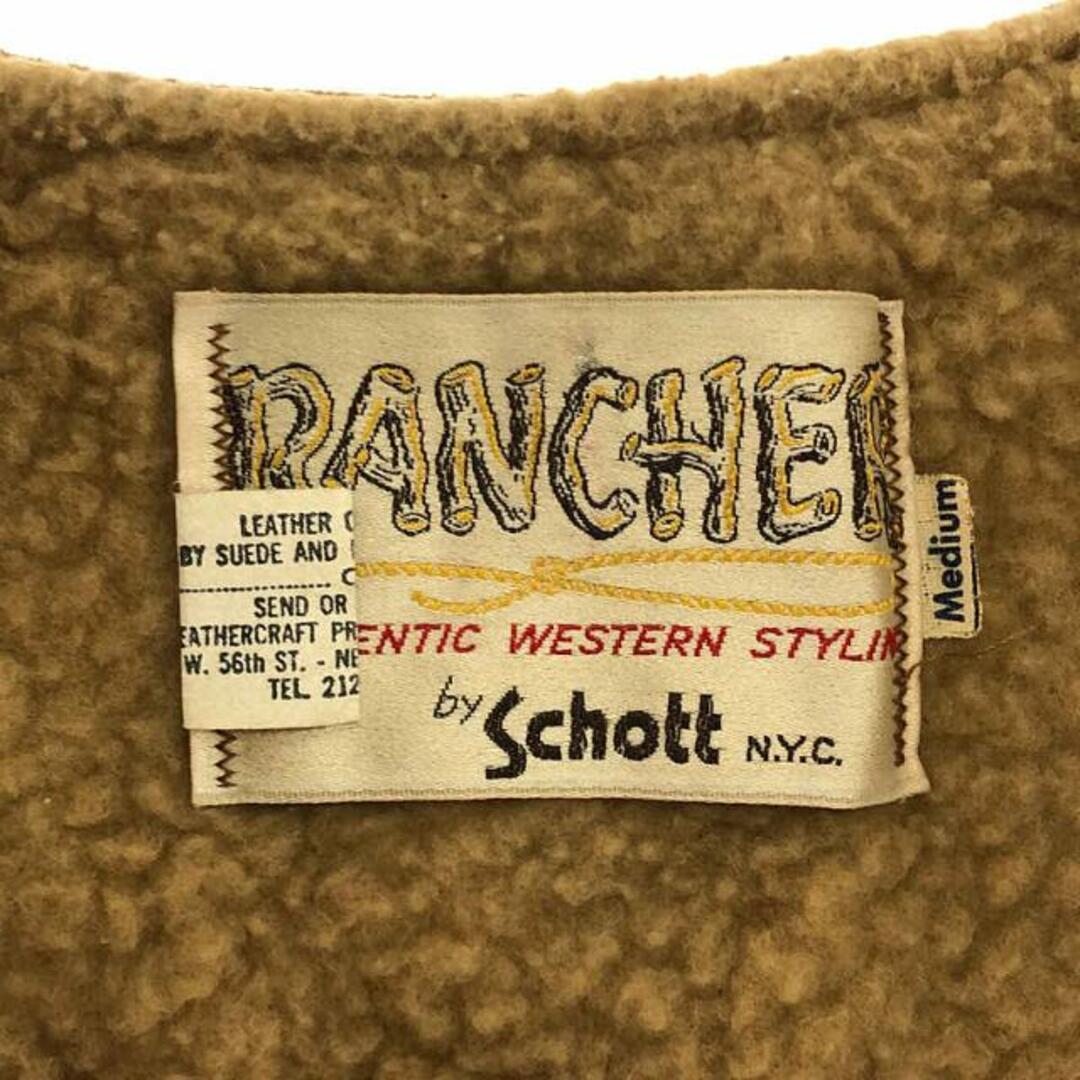 RANCHER
LEATHER
BY SUEDE AND
SEND OR
EATHERCRAFT PR
W. 56th ST. - NE
TEL. 212
ENTIC WESTERN STYLIN
by Schott N.Y.C.
Medium